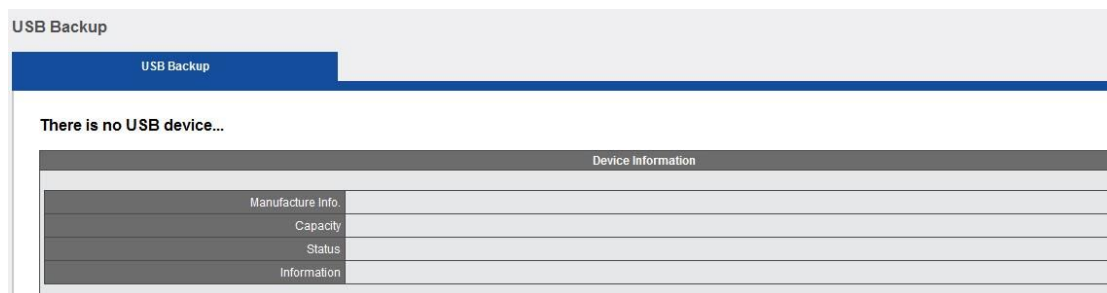 USB Backup
USB Backup
There is no USB device...
Device Information
Manufacture Info.
Capacity
Status
Information